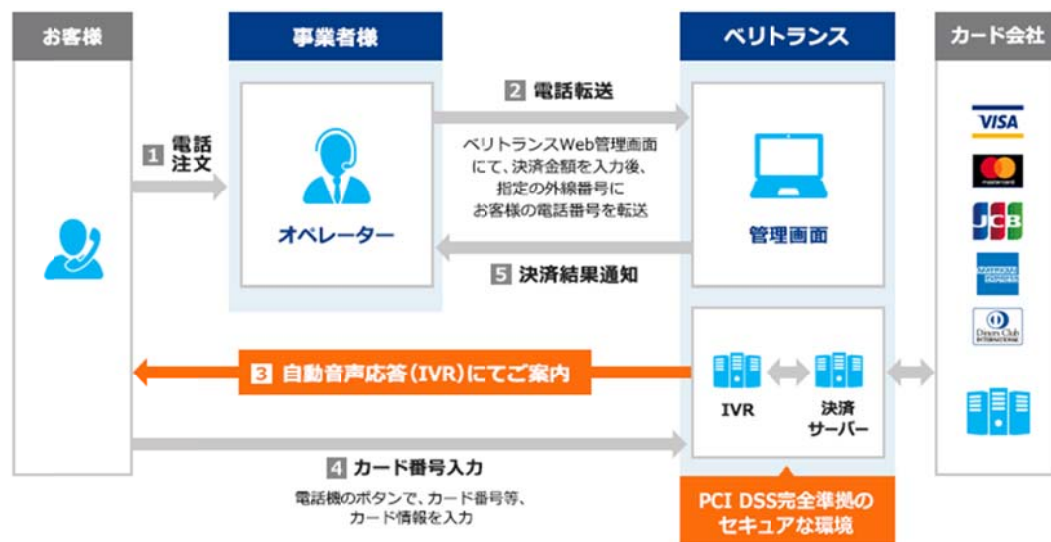 お客様
事業者様
ベリトランス
カード会社
1 電話
注文
オペレーター
2 電話転送
ベリトランスWeb管理画面
にて、決済金額を入力後、
指定の外線番号に
お客様の電話番号を転送
管理画面
5 決済結果通知
VISA
mastercard
JCB
AMERICAN
EXPRESS
Diners Club
INTERNATIONAL
3 自動音声応答(IVR)にてご案内
IVR
決済
サーバー
4 カード番号入力
電話機のボタンで、カード番号等、
カード情報を入力
PCI DSS完全準拠の
セキュアな環境